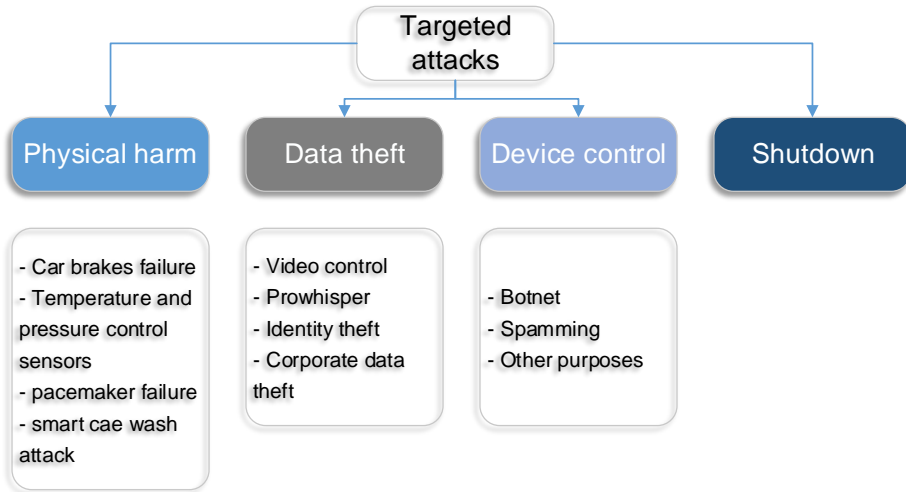 Targeted
attacks
Physical harm
Data theft
Device control
Shutdown
- Car brakes failure
- Temperature and
pressure control
sensors
- pacemaker failure
- smart cae wash
attack
- Video control
- Prowhisper
- Identity theft
- Corporate data
theft
- Botnet
- Spamming
- Other purposes